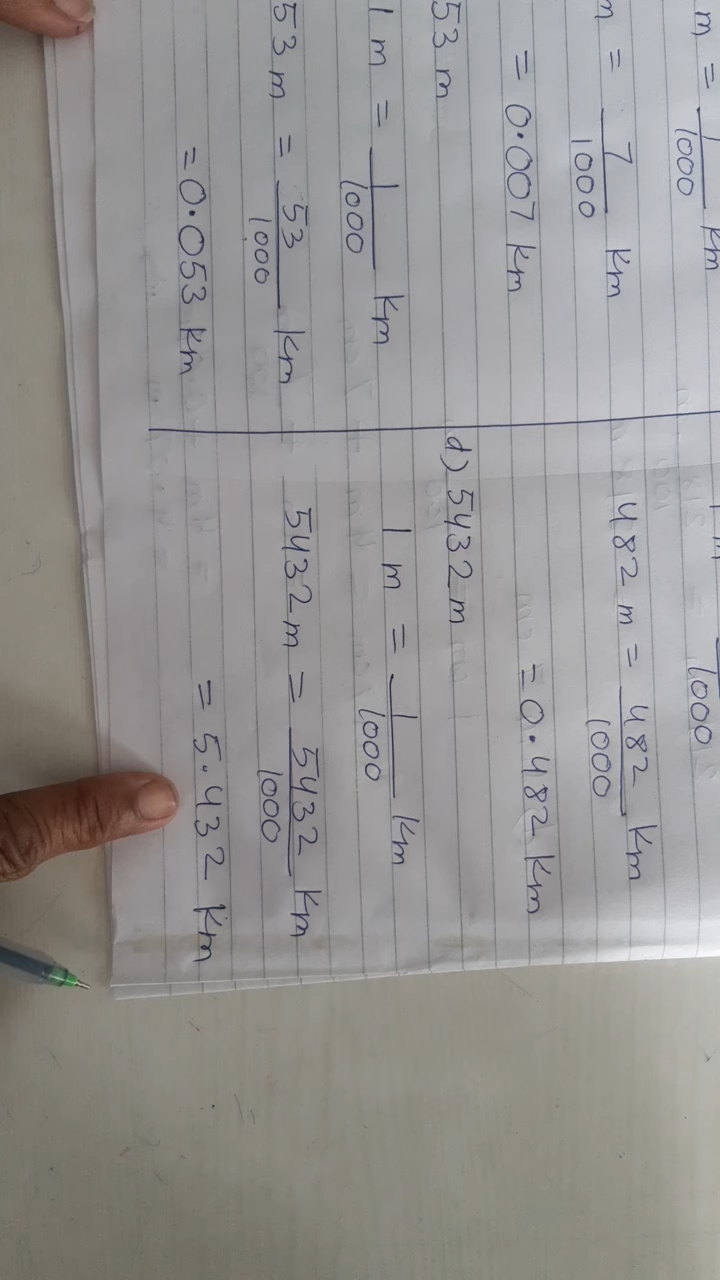 m = 1/1000 km
m = 7/1000 km
= 0.007 km
53 m
1 m = 1/1000 km
53 m = 53/1000 km
= 0.053 km
1000
482 m = 482/1000 km
= 0.482 km
d) 5432 m
1 m = 1/1000 km
5432 m = 5432/1000 km
= 5.432 km